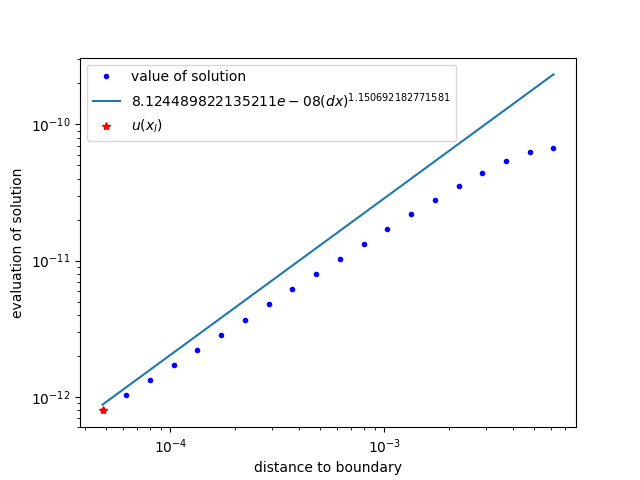 value of solution
8.124489822135211e − 08(dx)^1.150692182771581
u(x_l)
10^−10
10^−11
10^−12
evaluation of solution
10^−4
10^−3
distance to boundary